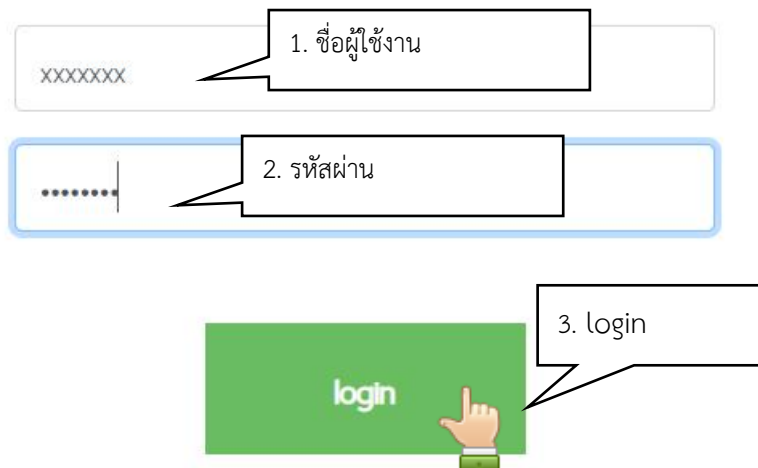 1. ชื่อผู้ใช้งาน
xxxxxxx
2. รหัสผ่าน
••••••••
3. login
login